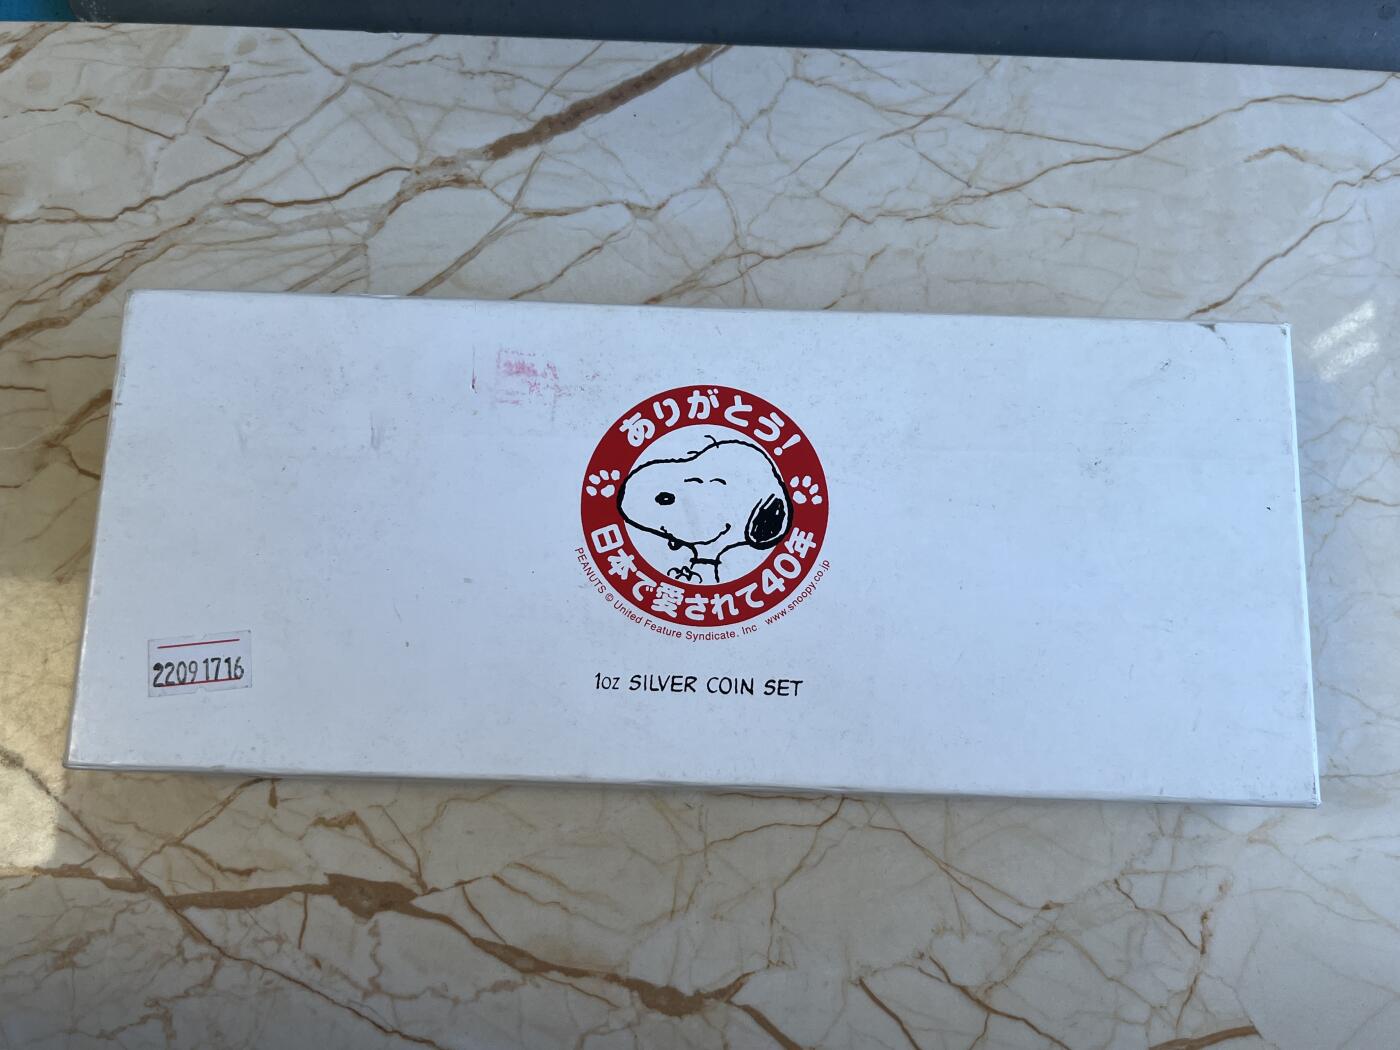 ありがとう!
日本で愛されて40年
PEANUTS © United Feature Syndicate, Inc www.snoopy.co.jp
22091716
1oz SILVER COIN SET